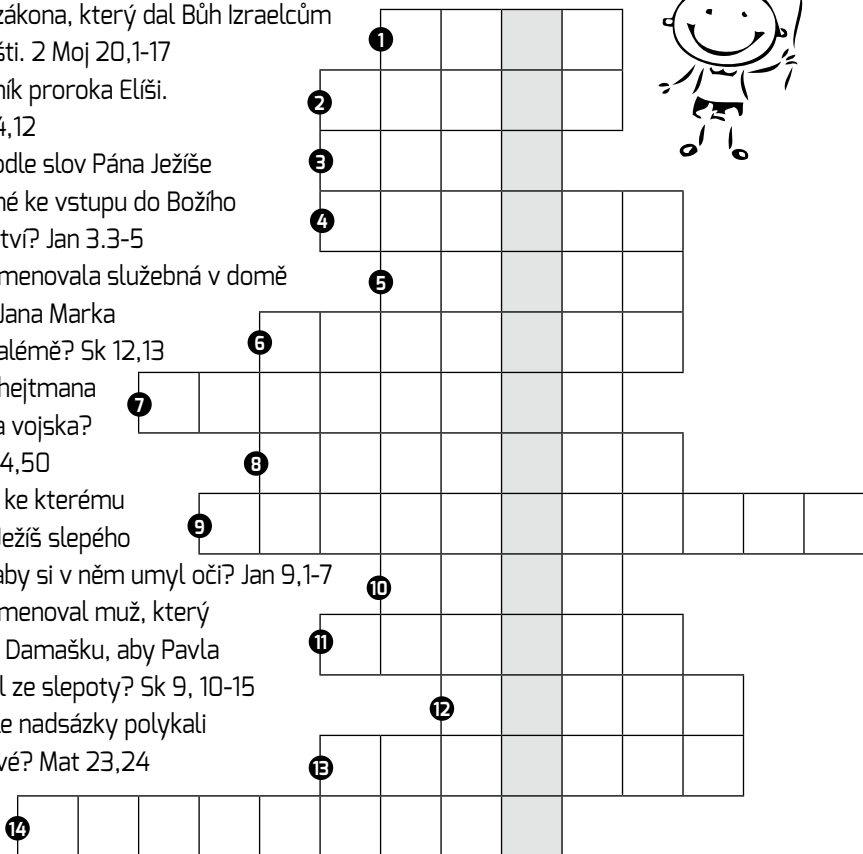 zákona, který dal Bůh Izraelcům
šti. 2 Moj 20,1-17
ník proroka Elíši.
4,12
odle slov Pána Ježíše
né ke vstupu do Božího
tví? Jan 3.3-5
menovala služebná v domě
Jana Marka
alémě? Sk 12,13
hejtmana
a vojska?
4,50
ke kterému
Ježíš slepého
aby si v něm umyl oči? Jan 9,1-7
menoval muž, který
Damašku, aby Pavla
l ze slepoty? Sk 9, 10-15
le nadsázky polykali
vé? Mat 23,24
1
2
3
4
5
6
7
8
9
10
11
12
13
14